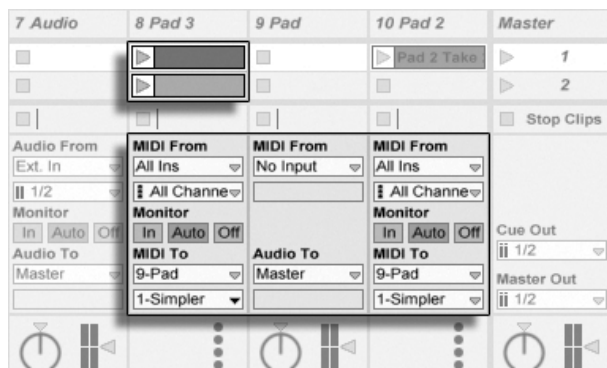 7 Audio 8 Pad 3 9 Pad 10 Pad 2 Master
Pad 2 Take 1
2
Stop Clips
Audio From MIDI From MIDI From MIDI From
Ext. In All Ins No Input All Ins
1/2 All Channe All Channe
Monitor Monitor Monitor
In Auto Off In Auto Off In Auto Off Cue Out
Audio To MIDI To Audio To MIDI To 1/2
Master 9-Pad Master 9-Pad Master Out
1-Simpler 1-Simpler 1/2